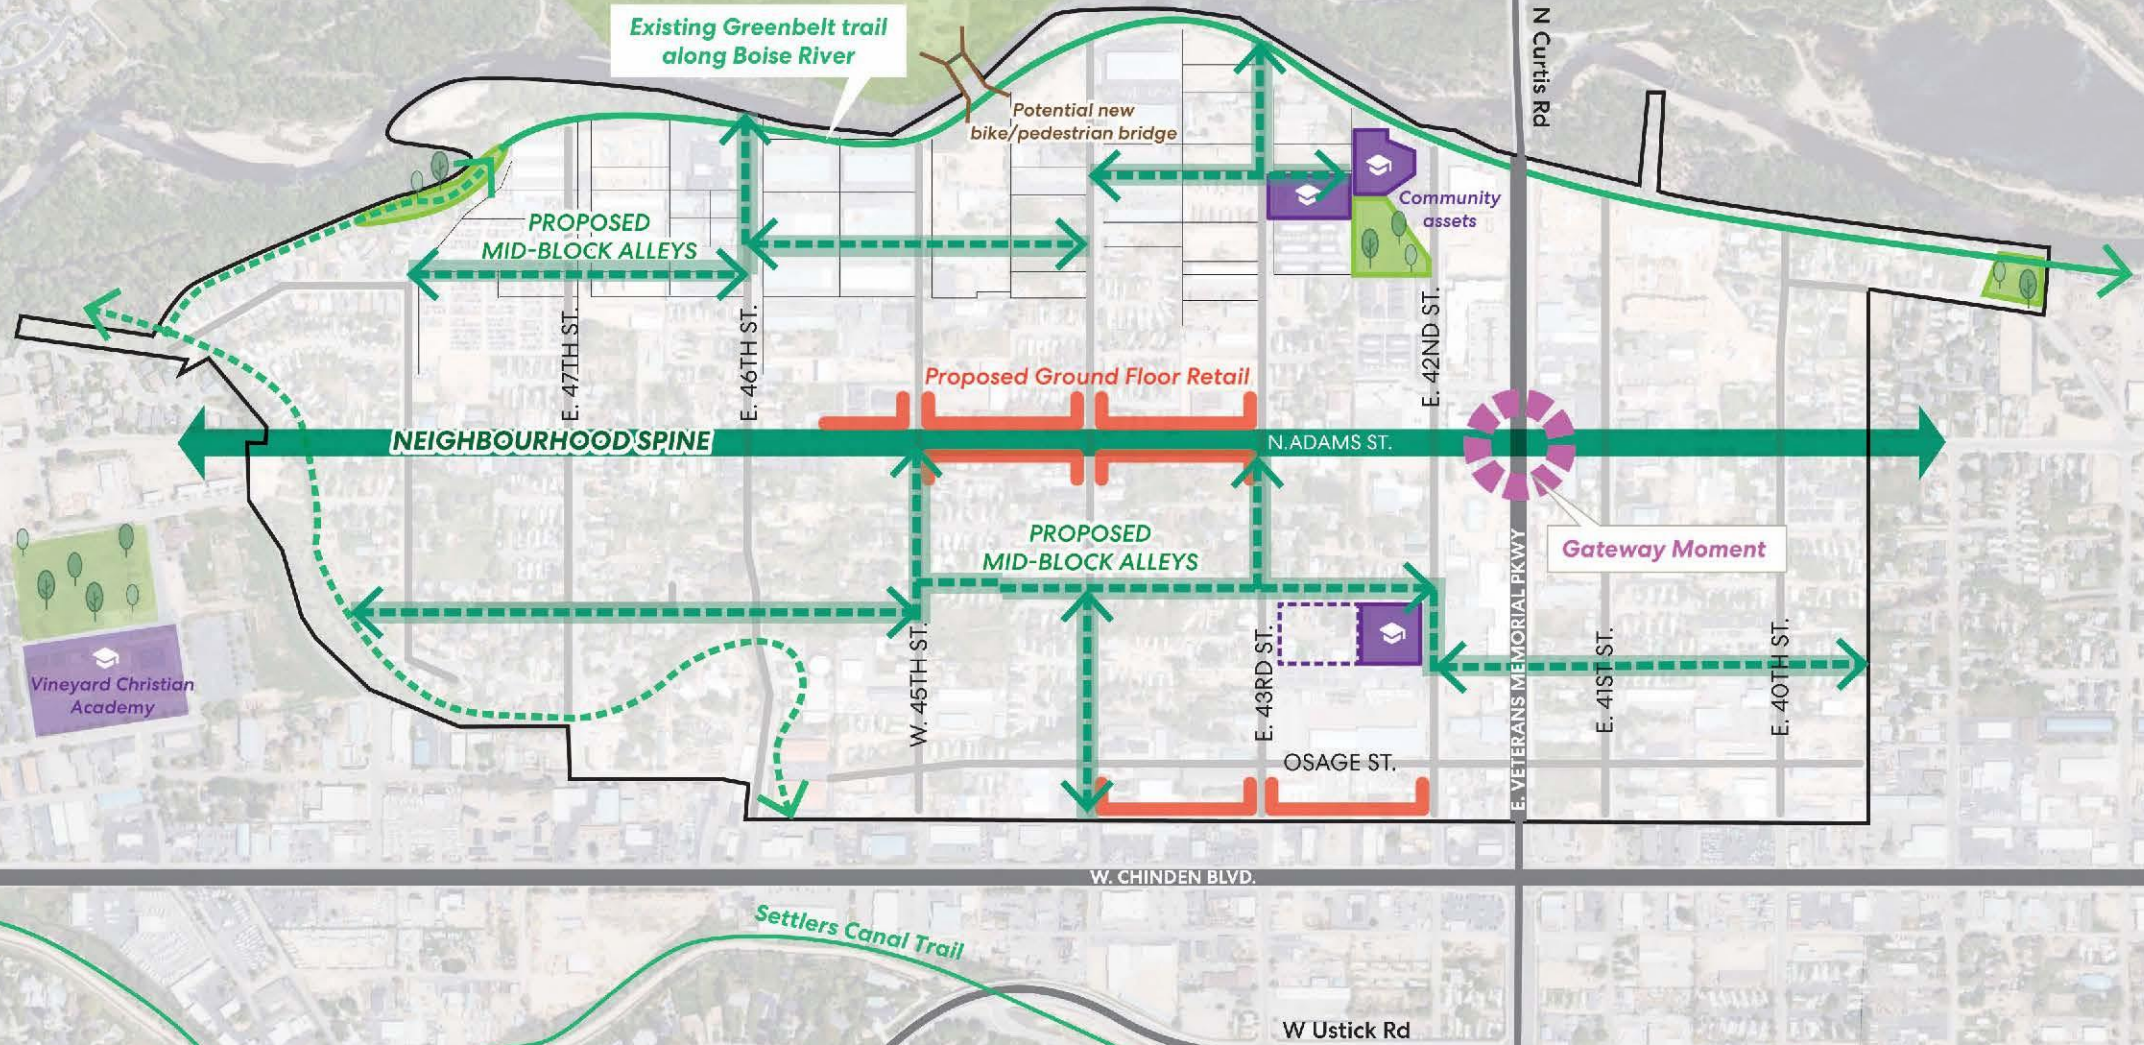 Existing Greenbelt trail
along Boise River
N Curtis Rd
Potential new
bike/pedestrian bridge
Community
assets
PROPOSED
MID-BLOCK ALLEYS
E. 47TH ST.
E. 46TH ST.
E. 42ND ST.
Proposed Ground Floor Retail
NEIGHBOURHOOD SPINE
N.ADAMS ST.
PROPOSED
MID-BLOCK ALLEYS
Gateway Moment
Vineyard Christian
Academy
W. 45TH ST.
E. 43RD ST.
E. VETERANS MEMORIAL PKWY
E. 41ST ST.
E. 40TH ST.
OSAGE ST.
W. CHINDEN BLVD.
Settlers Canal Trail
W Ustick Rd